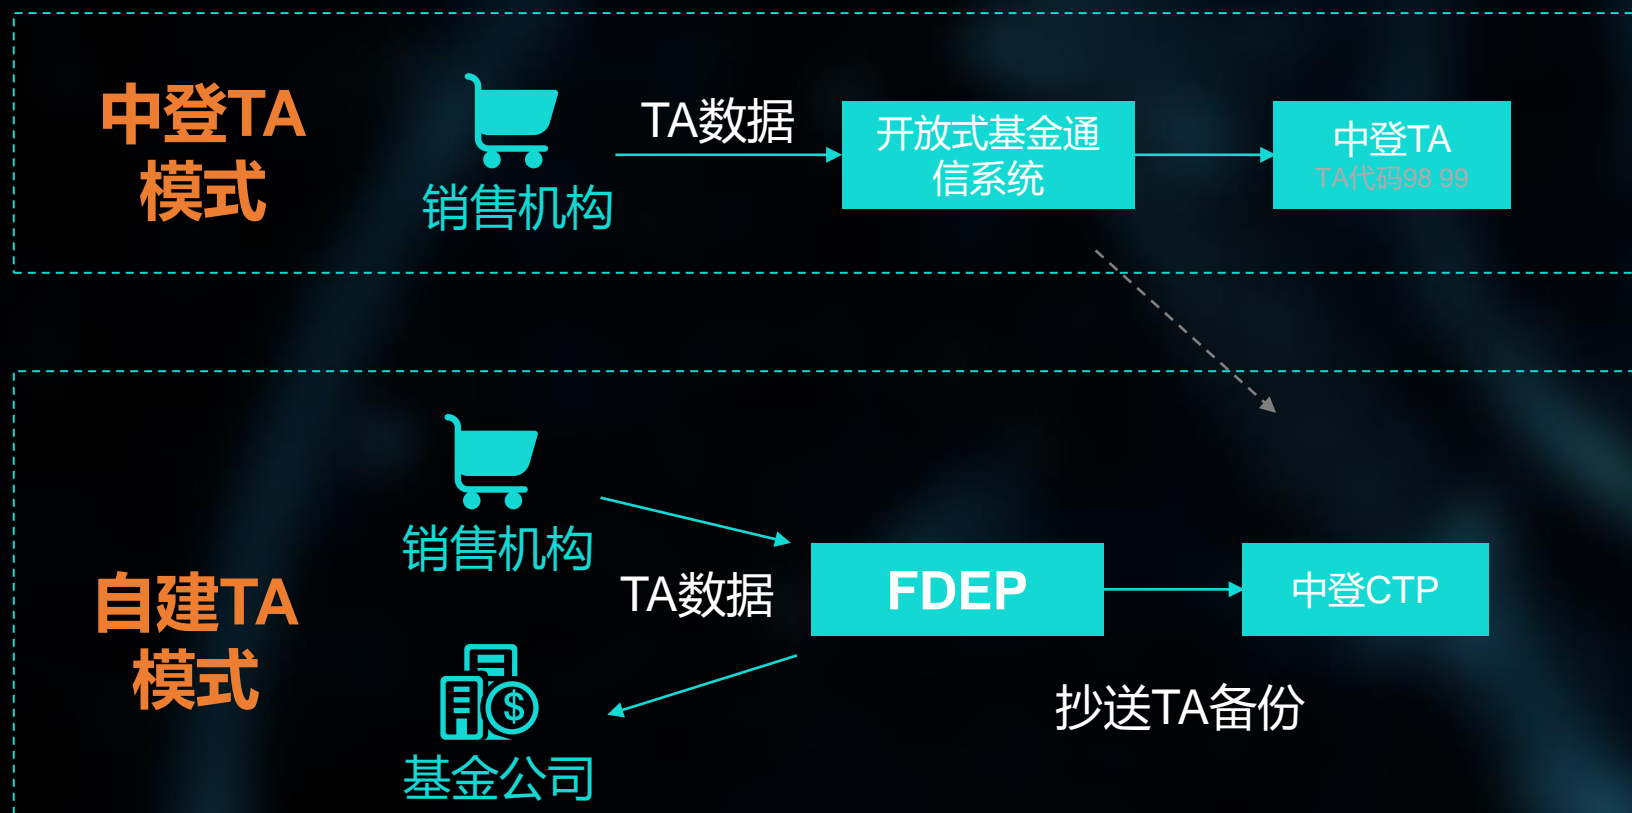 中登TA
模式
销售机构
TA数据
开放式基金通
信系统
中登TA
TA代码98 99
自建TA
模式
销售机构
TA数据
基金公司
FDEP
中登CTP
抄送TA备份